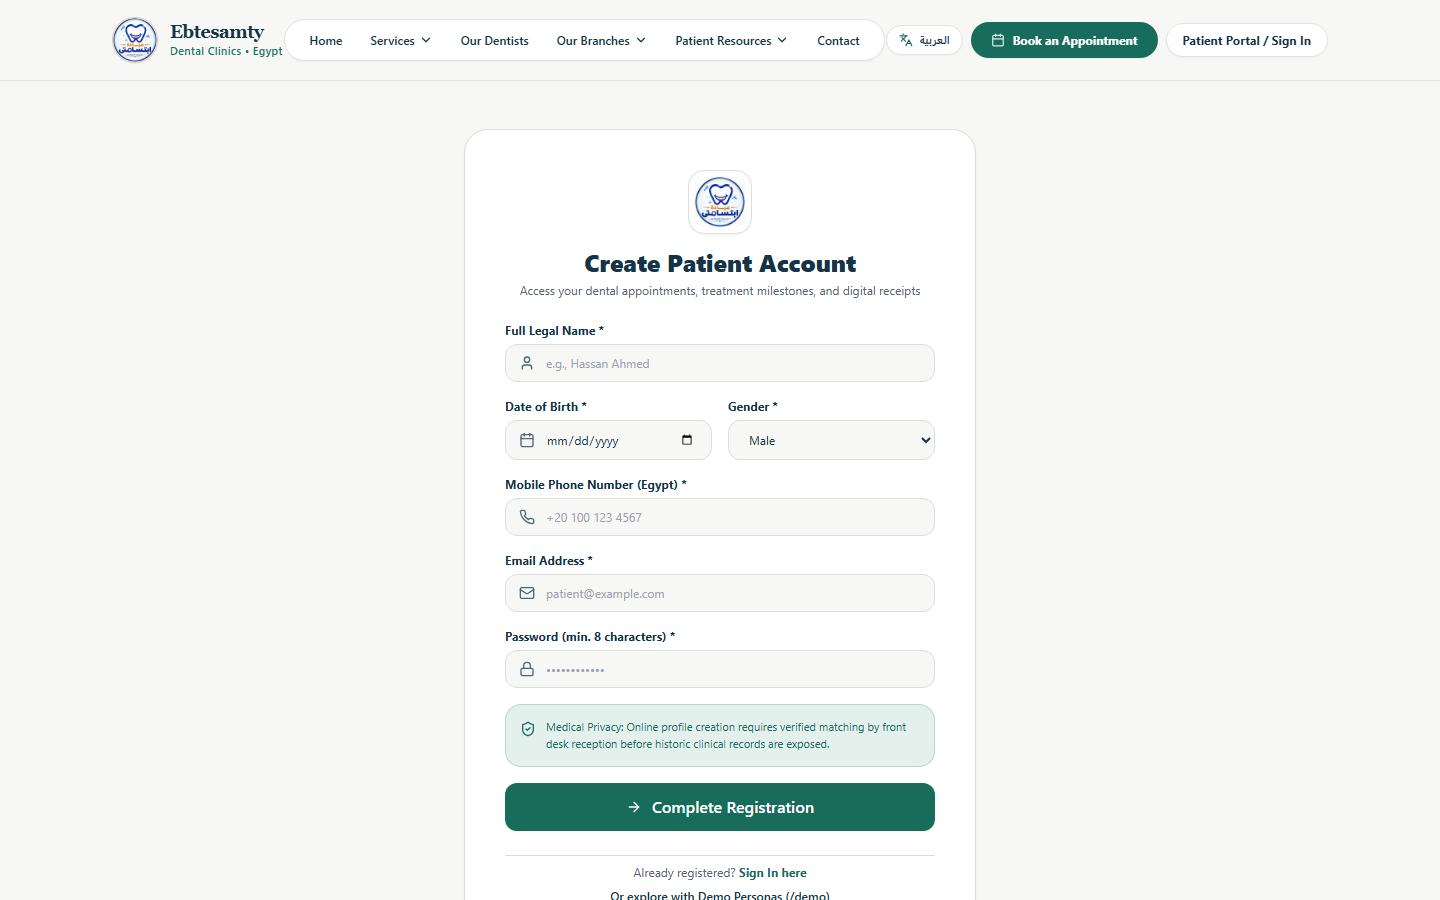 Ebtesamty
Dental Clinics • Egypt
Home
Services
Our Dentists
Our Branches
Patient Resources
Contact
العربية
Book an Appointment
Patient Portal / Sign In
ابتسامتي
Create Patient Account
Access your dental appointments, treatment milestones, and digital receipts
Full Legal Name *
e.g., Hassan Ahmed
Date of Birth *
Gender *
mm/dd/yyyy
Male
Mobile Phone Number (Egypt) *
+20 100 123 4567
Email Address *
patient@example.com
Password (min. 8 characters) *
••••••••••••
Medical Privacy: Online profile creation requires verified matching by front
desk reception before historic clinical records are exposed.
Complete Registration
Already registered? Sign In here
Or explore with Demo Personas (/demo)